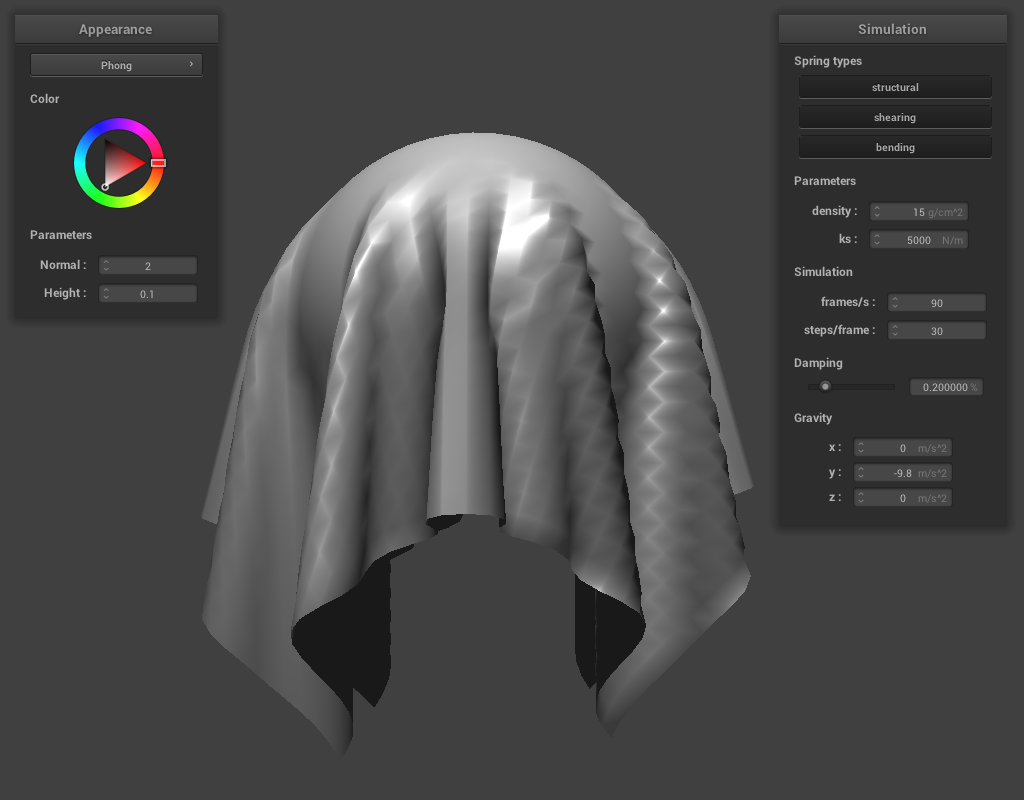 Appearance
Phong
Color
Parameters
Normal : 2
Height : 0.1
Simulation
Spring types
structural
shearing
bending
Parameters
density : 15 g/cm^2
ks : 5000 N/m
Simulation
frames/s : 90
steps/frame : 30
Damping
0.200000 %
Gravity
x : 0 m/s^2
y : -9.8 m/s^2
z : 0 m/s^2